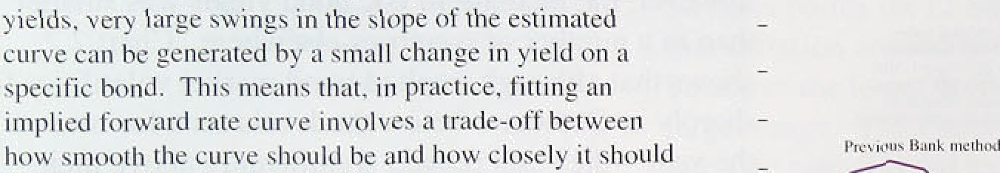 yields, very large swings in the slope of the estimated
curve can be generated by a small change in yield on a
specific bond. This means that, in practice, fitting an
implied forward rate curve involves a trade-off between
how smooth the curve should be and how closely it should
Previous Bank method